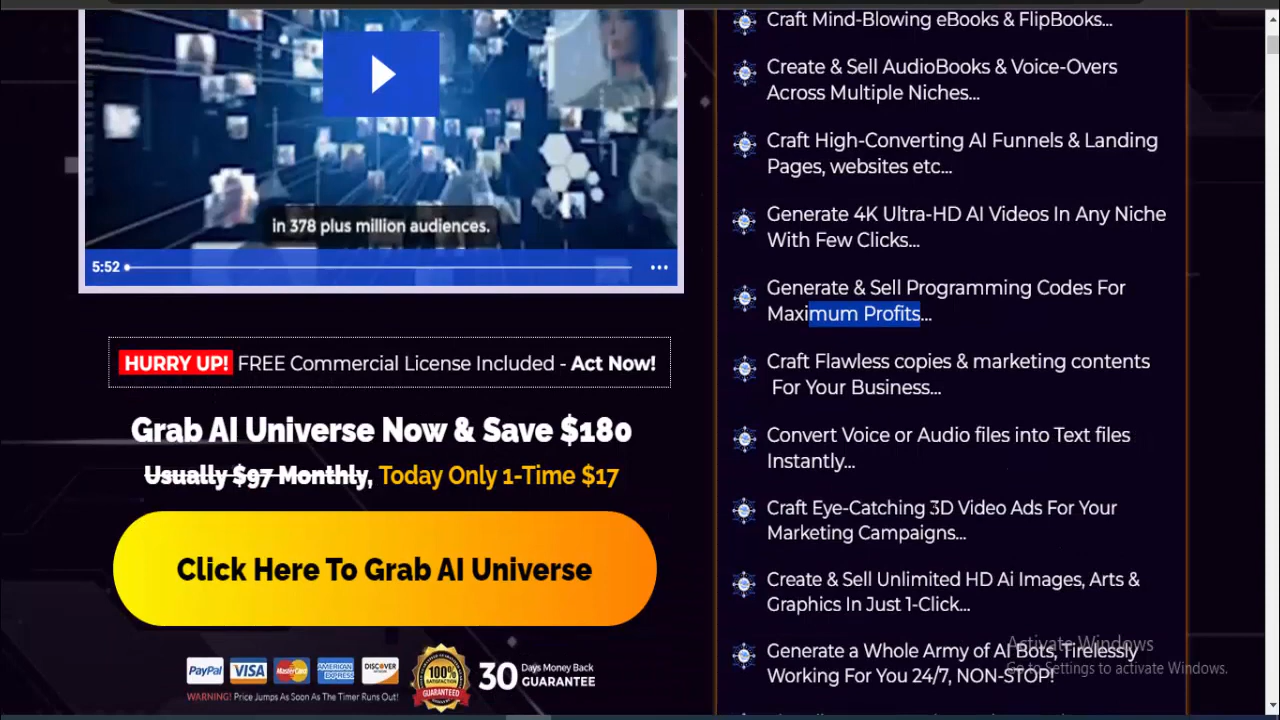 in 378 plus million audiences.
5:52
HURRY UP! FREE Commercial License Included - Act Now!
Grab AI Universe Now & Save $180
Usually $97 Monthly, Today Only 1-Time $17
Click Here To Grab AI Universe
PayPal VISA MasterCard AMERICAN EXPRESS DISCOVER
WARNING! Price Jumps As Soon As The Timer Runs Out!
100%
SATISFACTION
GUARANTEED
30 Days Money Back
GUARANTEE
Craft Mind-Blowing eBooks & FlipBooks...
Create & Sell AudioBooks & Voice-Overs
Across Multiple Niches...
Craft High-Converting AI Funnels & Landing
Pages, websites etc...
Generate 4K Ultra-HD AI Videos In Any Niche
With Few Clicks...
Generate & Sell Programming Codes For
Maximum Profits...
Craft Flawless copies & marketing contents
For Your Business...
Convert Voice or Audio files into Text files
Instantly...
Craft Eye-Catching 3D Video Ads For Your
Marketing Campaigns...
Create & Sell Unlimited HD Ai Images, Arts &
Graphics In Just 1-Click...
Generate a Whole Army of AI Bots, Tirelessly
Working For You 24/7, NON-STOP!
Activate Windows
Go to Settings to activate Windows.